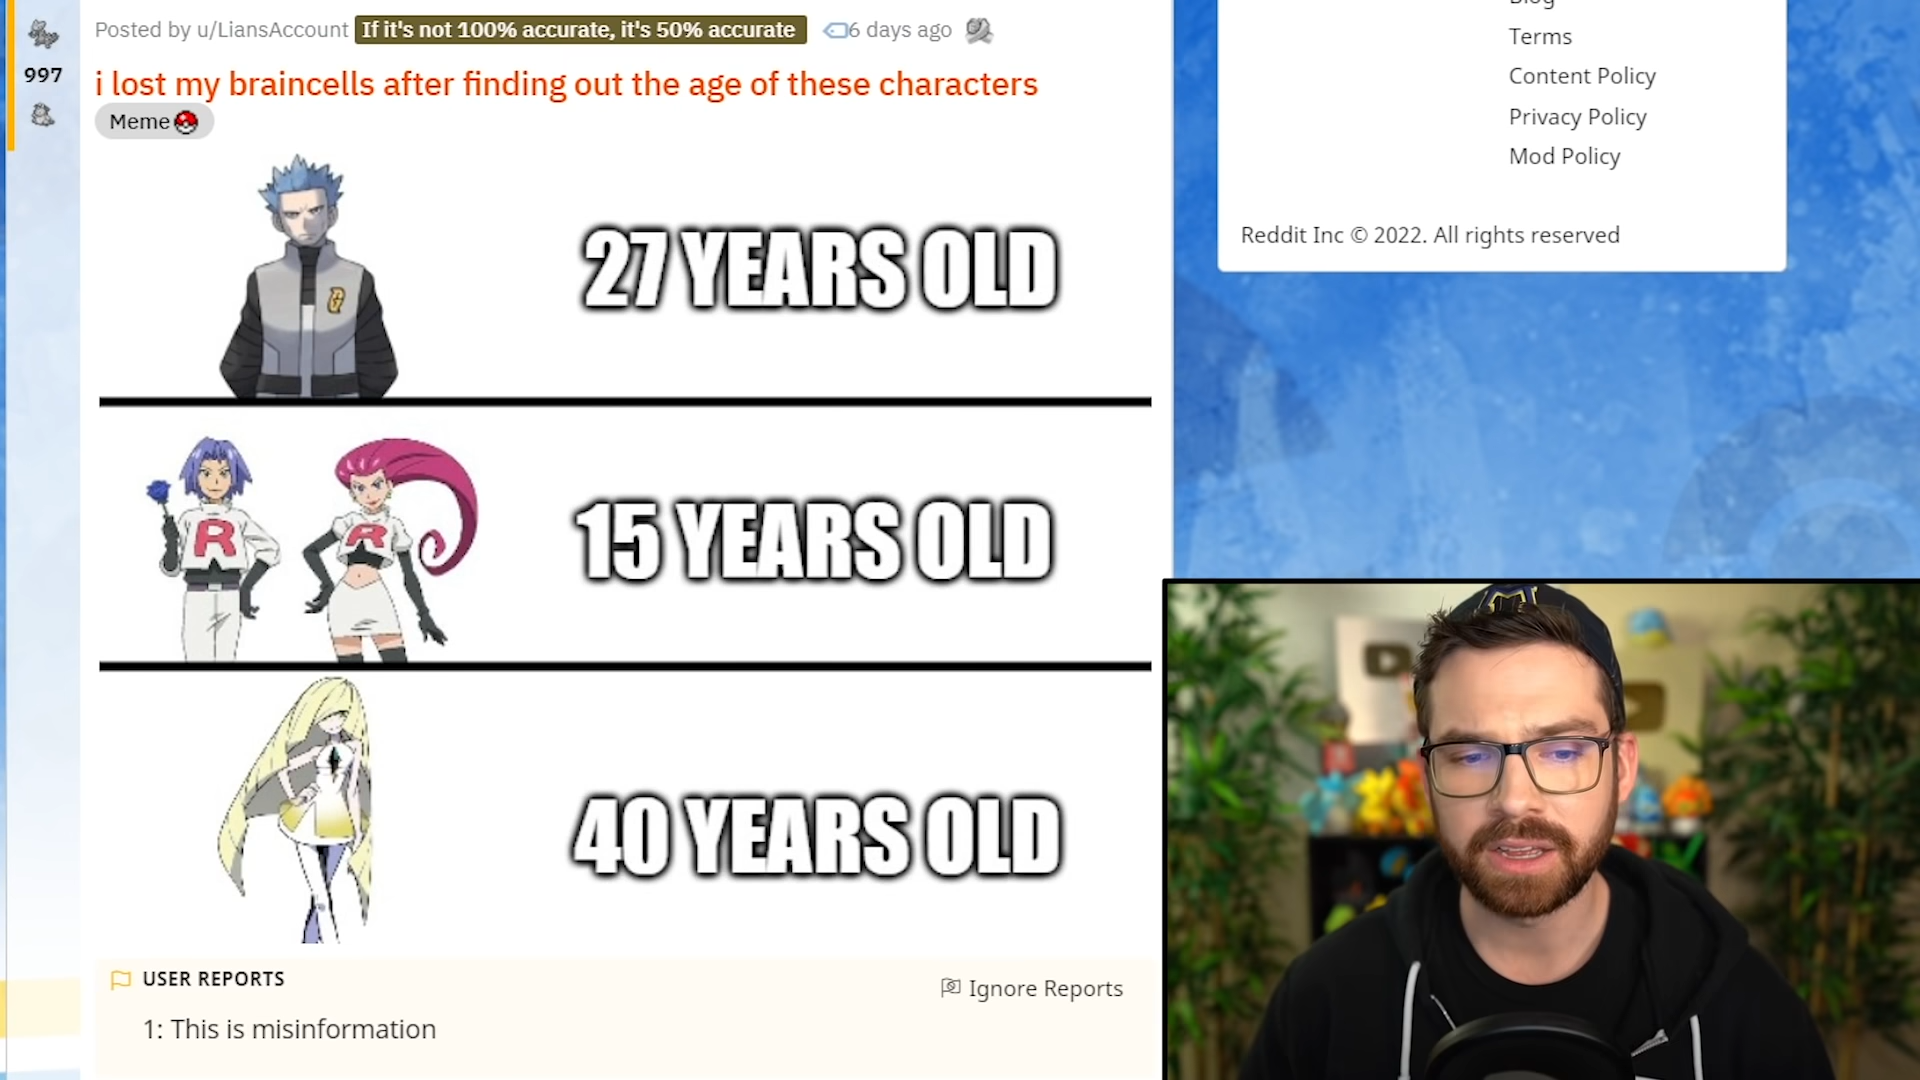 Posted by u/LiansAccount If it's not 100% accurate, it's 50% accurate 6 days ago
997
i lost my braincells after finding out the age of these characters
Meme
27 YEARS OLD
R
R
15 YEARS OLD
40 YEARS OLD
USER REPORTS
Ignore Reports
1: This is misinformation
Blog
Terms
Content Policy
Privacy Policy
Mod Policy
Reddit Inc © 2022. All rights reserved
M